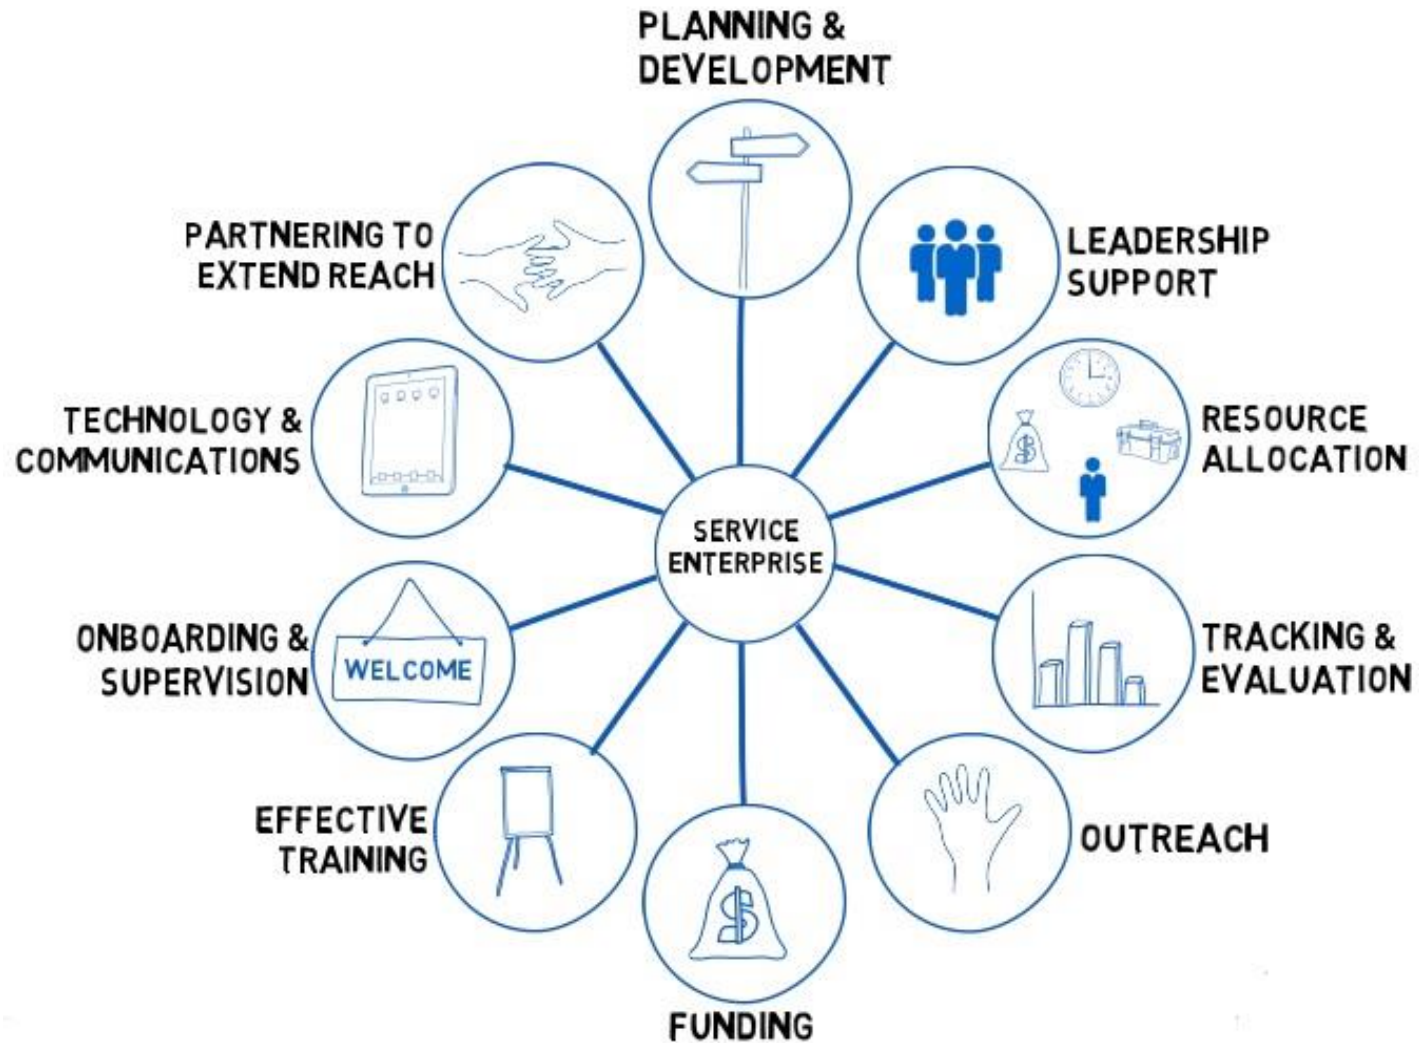 PLANNING &
DEVELOPMENT
LEADERSHIP
SUPPORT
RESOURCE
ALLOCATION
$
TRACKING &
EVALUATION
OUTREACH
FUNDING
$
EFFECTIVE
TRAINING
ONBOARDING &
SUPERVISION
WELCOME
TECHNOLOGY &
COMMUNICATIONS
PARTNERING TO
EXTEND REACH
SERVICE
ENTERPRISE